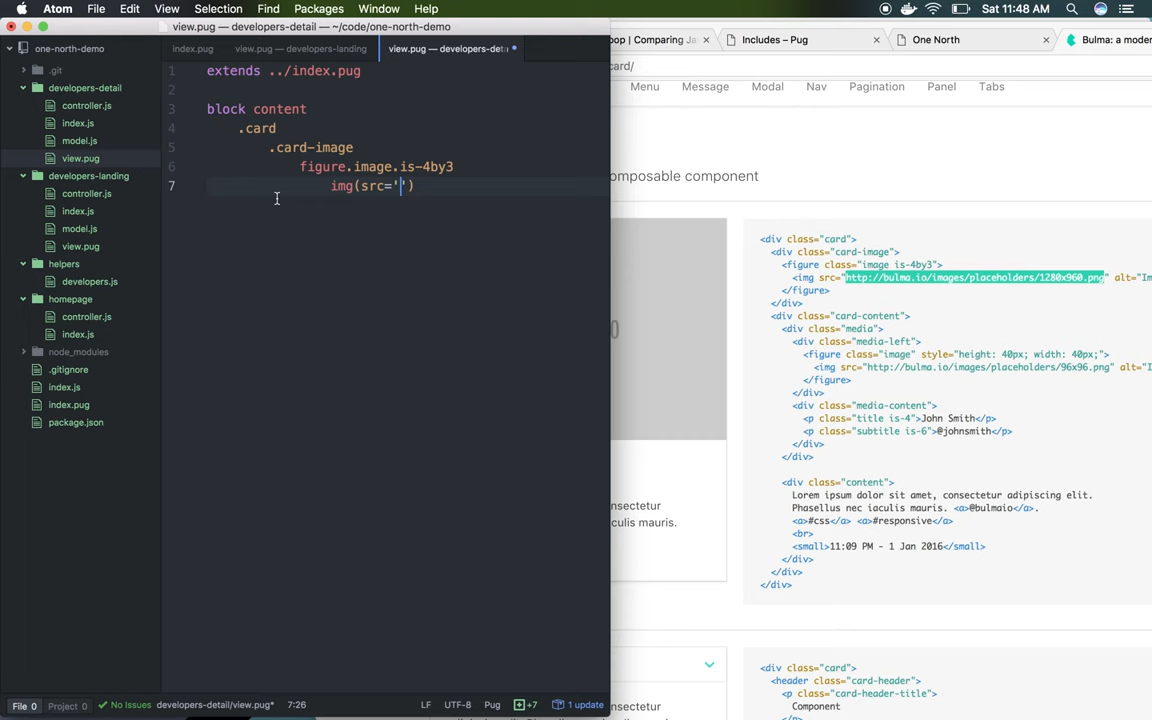 Atom File Edit View Selection Find Packages Window Help
Sat 11:48 AM
view.pug — developers-detail — ~/code/one-north-demo
one-north-demo
.git
developers-detail
controller.js
index.js
model.js
view.pug
developers-landing
controller.js
index.js
model.js
view.pug
helpers
developers.js
homepage
controller.js
index.js
node_modules
.gitignore
index.js
index.pug
package.json
index.pug
view.pug — developers-landing
view.pug — developers-deta
1 extends ../index.pug
2
3 block content
4 .card
5 .card-image
6 figure.image.is-4by3
7 img(src='')
File 0 Project 0 No Issues developers-detail/view.pug* 7:26
LF UTF-8 Pug +7 1 update
oop | Comparing Ja
Includes – Pug
One North
Bulma: a moder
card/
Menu Message Modal Nav Pagination Panel Tabs
omposable component
0
nsectetur
culis mauris.
<div class="card">
<div class="card-image">
<figure class="image is-4by3">
<img src="http://bulma.io/images/placeholders/1280x960.png" alt="Im
</figure>
</div>
<div class="card-content">
<div class="media">
<div class="media-left">
<figure class="image" style="height: 40px; width: 40px;">
<img src="http://bulma.io/images/placeholders/96x96.png" alt="I
</figure>
</div>
<div class="media-content">
<p class="title is-4">John Smith</p>
<p class="subtitle is-6">@johnsmith</p>
</div>
</div>
<div class="content">
Lorem ipsum dolor sit amet, consectetur adipiscing elit.
Phasellus nec iaculis mauris. <a>@bulmaio</a>.
<a>#css</a> <a>#responsive</a>
<br>
<small>11:09 PM - 1 Jan 2016</small>
</div>
</div>
</div>
<div class="card">
<header class="card-header">
<p class="card-header-title">
Component
</p>